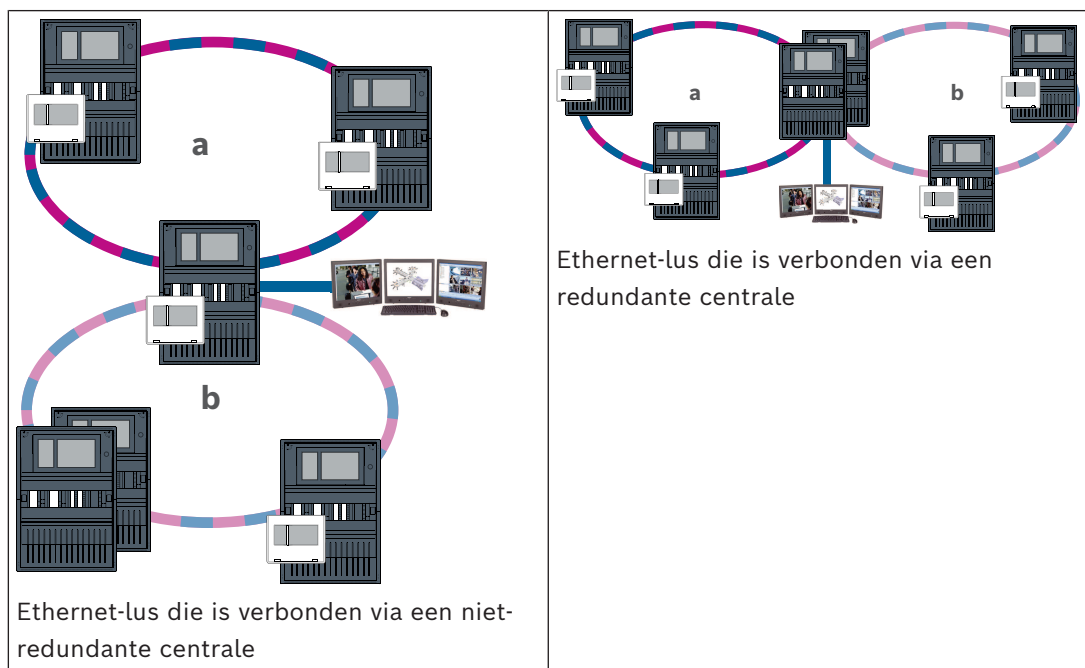 a
b
Ethernet-lus die is verbonden via een niet-
redundante centrale
a
b
Ethernet-lus die is verbonden via een
redundante centrale